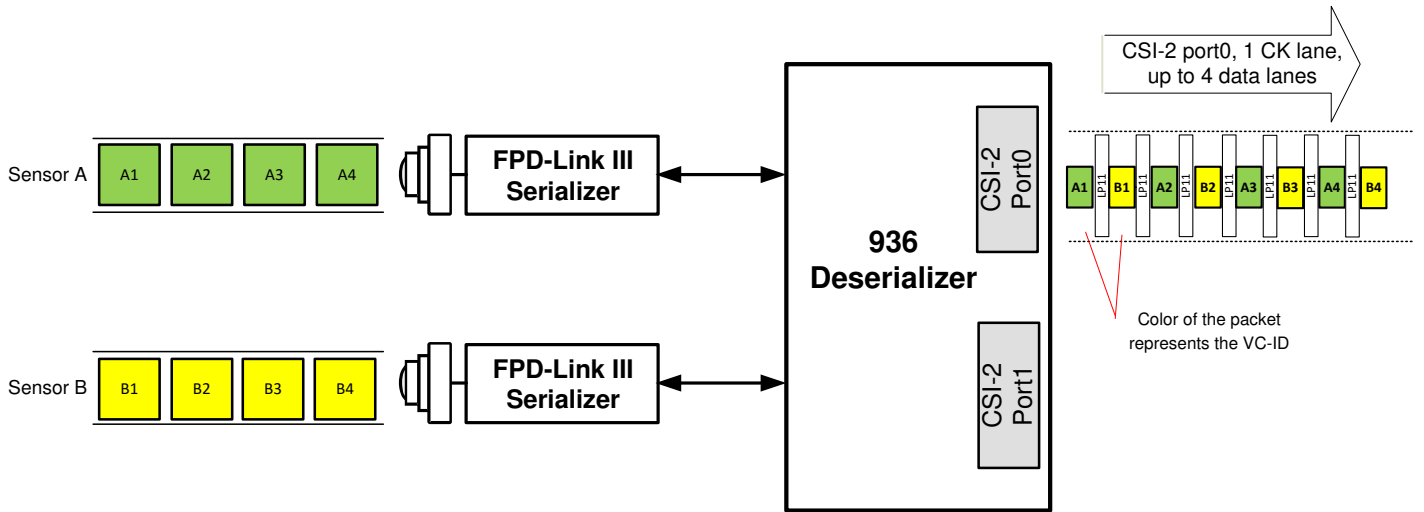 CSI-2 port0, 1 CK lane,
up to 4 data lanes
Sensor A
A1 A2 A3 A4
FPD-Link III
Serializer
CSI-2
Port0
A1 LP11 B1 LP11 A2 LP11 B2 LP11 A3 LP11 B3 LP11 A4 LP11 B4
936
Deserializer
Color of the packet
represents the VC-ID
Sensor B
B1 B2 B3 B4
FPD-Link III
Serializer
CSI-2
Port1